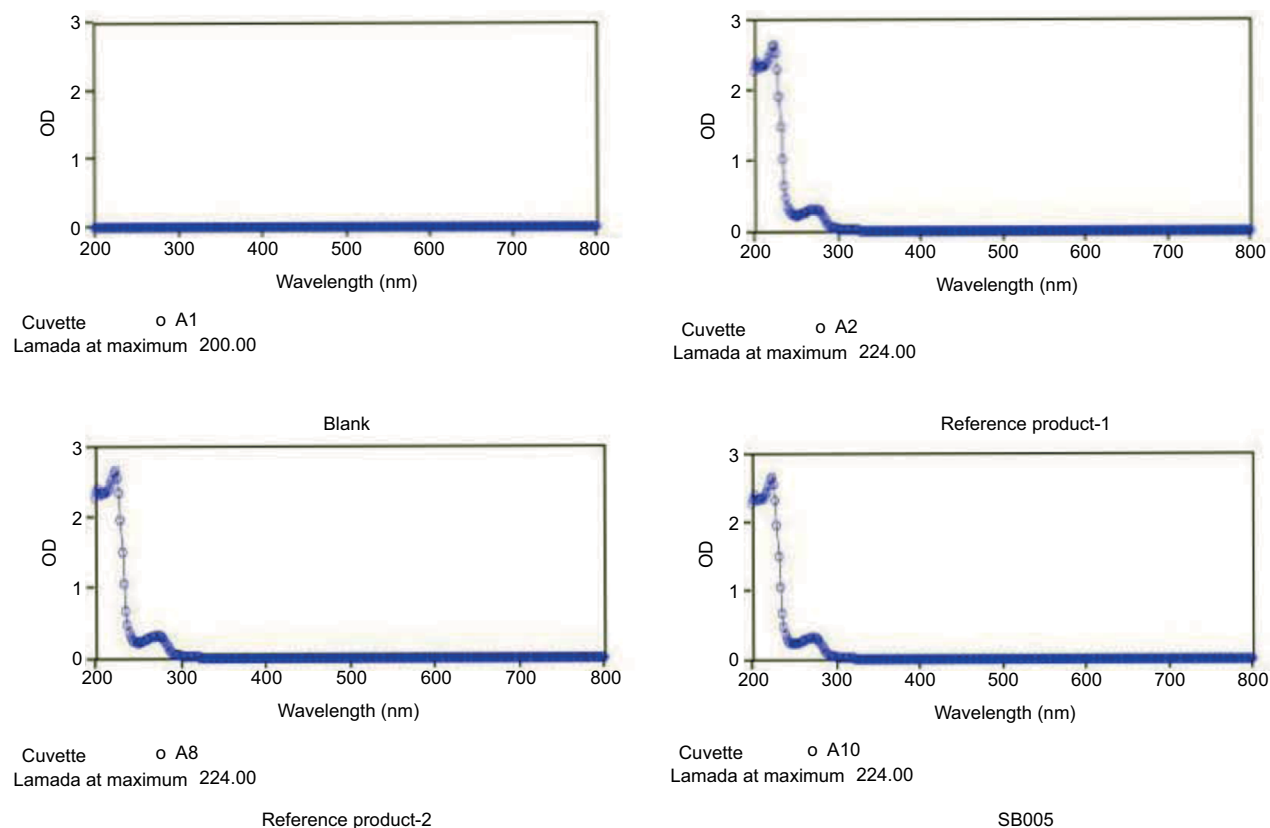 3
2
OD
1
0
200 300 400 500 600 700 800
Wavelength (nm)
Cuvette o A1
Lamada at maximum 200.00
Blank
3
2
OD
1
0
200 300 400 500 600 700 800
Wavelength (nm)
Cuvette o A2
Lamada at maximum 224.00
Reference product-1
3
2
OD
1
0
200 300 400 500 600 700 800
Wavelength (nm)
Cuvette o A8
Lamada at maximum 224.00
Reference product-2
3
2
OD
1
0
200 300 400 500 600 700 800
Wavelength (nm)
Cuvette o A10
Lamada at maximum 224.00
SB005